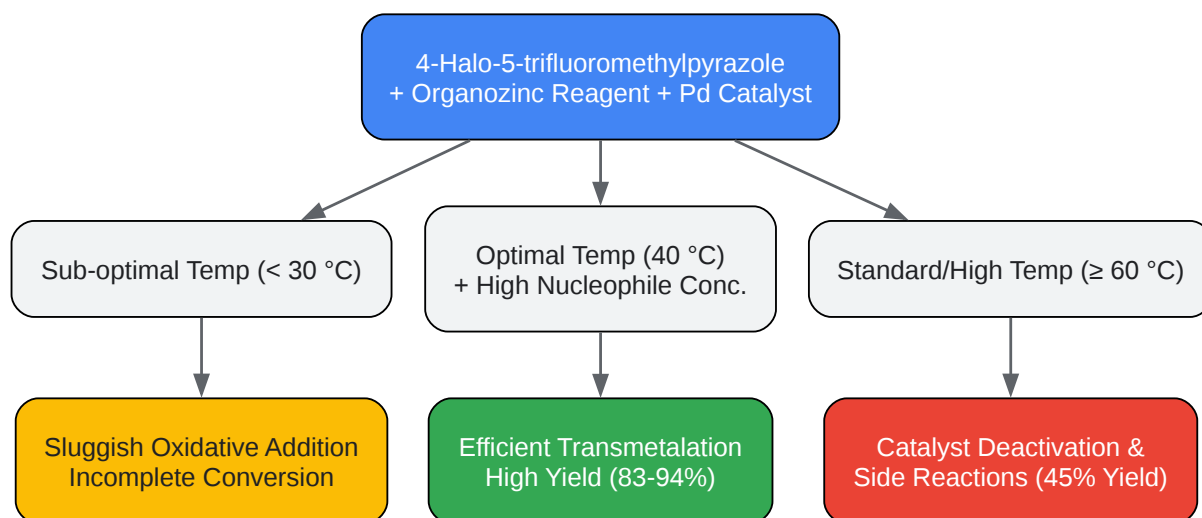 4-Halo-5-trifluoromethylpyrazole
+ Organozinc Reagent + Pd Catalyst
Sub-optimal Temp (< 30 °C)
Optimal Temp (40 °C)
+ High Nucleophile Conc.
Standard/High Temp (≥ 60 °C)
Sluggish Oxidative Addition
Incomplete Conversion
Efficient Transmetalation
High Yield (83-94%)
Catalyst Deactivation &
Side Reactions (45% Yield)